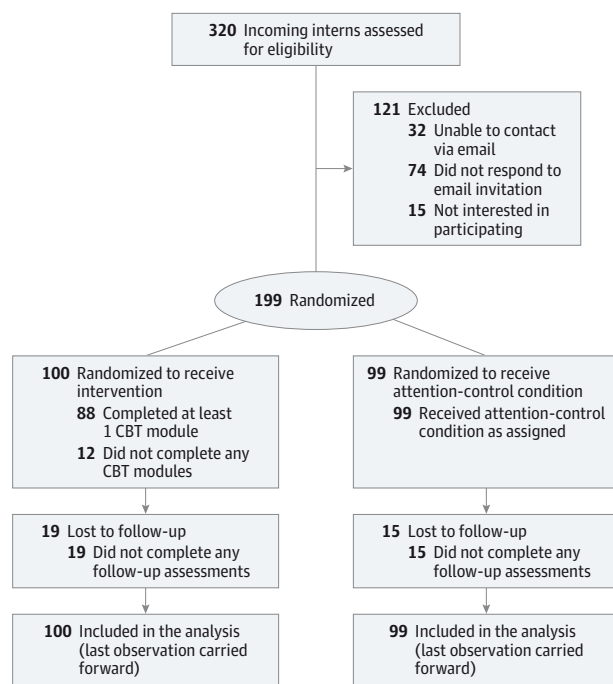 320 Incoming interns assessed
for eligibility
121 Excluded
32 Unable to contact
via email
74 Did not respond to
email invitation
15 Not interested in
participating
199 Randomized
100 Randomized to receive
intervention
88 Completed at least
1 CBT module
12 Did not complete any
CBT modules
99 Randomized to receive
attention-control condition
99 Received attention-control
condition as assigned
19 Lost to follow-up
19 Did not complete any
follow-up assessments
15 Lost to follow-up
15 Did not complete any
follow-up assessments
100 Included in the analysis
(last observation carried
forward)
99 Included in the analysis
(last observation carried
forward)